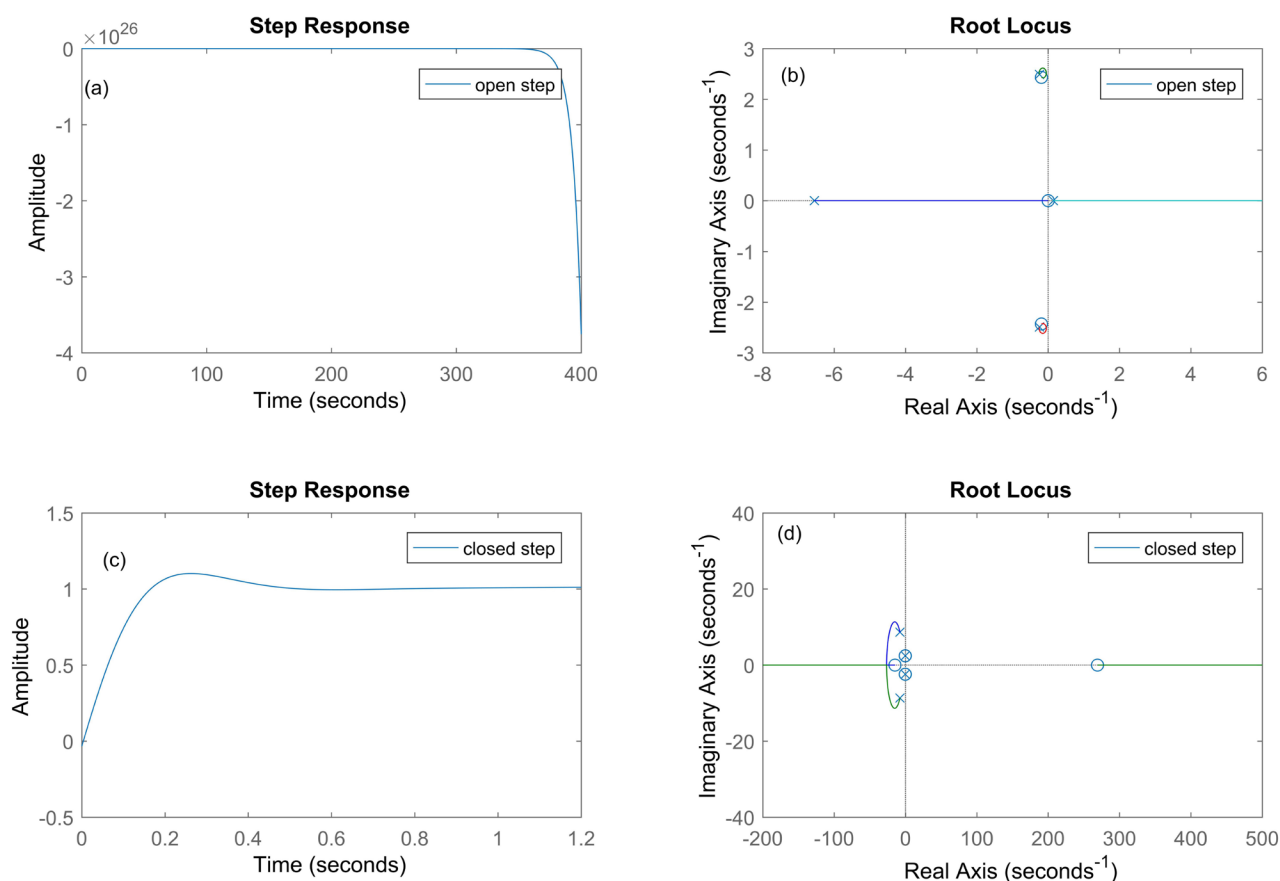 Step Response
×10^26
(a)
open step
0
-1
-2
-3
-4
0 100 200 300 400
Amplitude
Time (seconds)
Root Locus
(b)
open step
3
2
1
0
-1
-2
-3
-8 -6 -4 -2 0 2 4 6
Imaginary Axis (seconds^-1)
Real Axis (seconds^-1)
Step Response
(c)
closed step
1.5
1
0.5
0
-0.5
0 0.2 0.4 0.6 0.8 1 1.2
Amplitude
Time (seconds)
Root Locus
(d)
closed step
40
20
0
-20
-40
-200 -100 0 100 200 300 400 500
Imaginary Axis (seconds^-1)
Real Axis (seconds^-1)